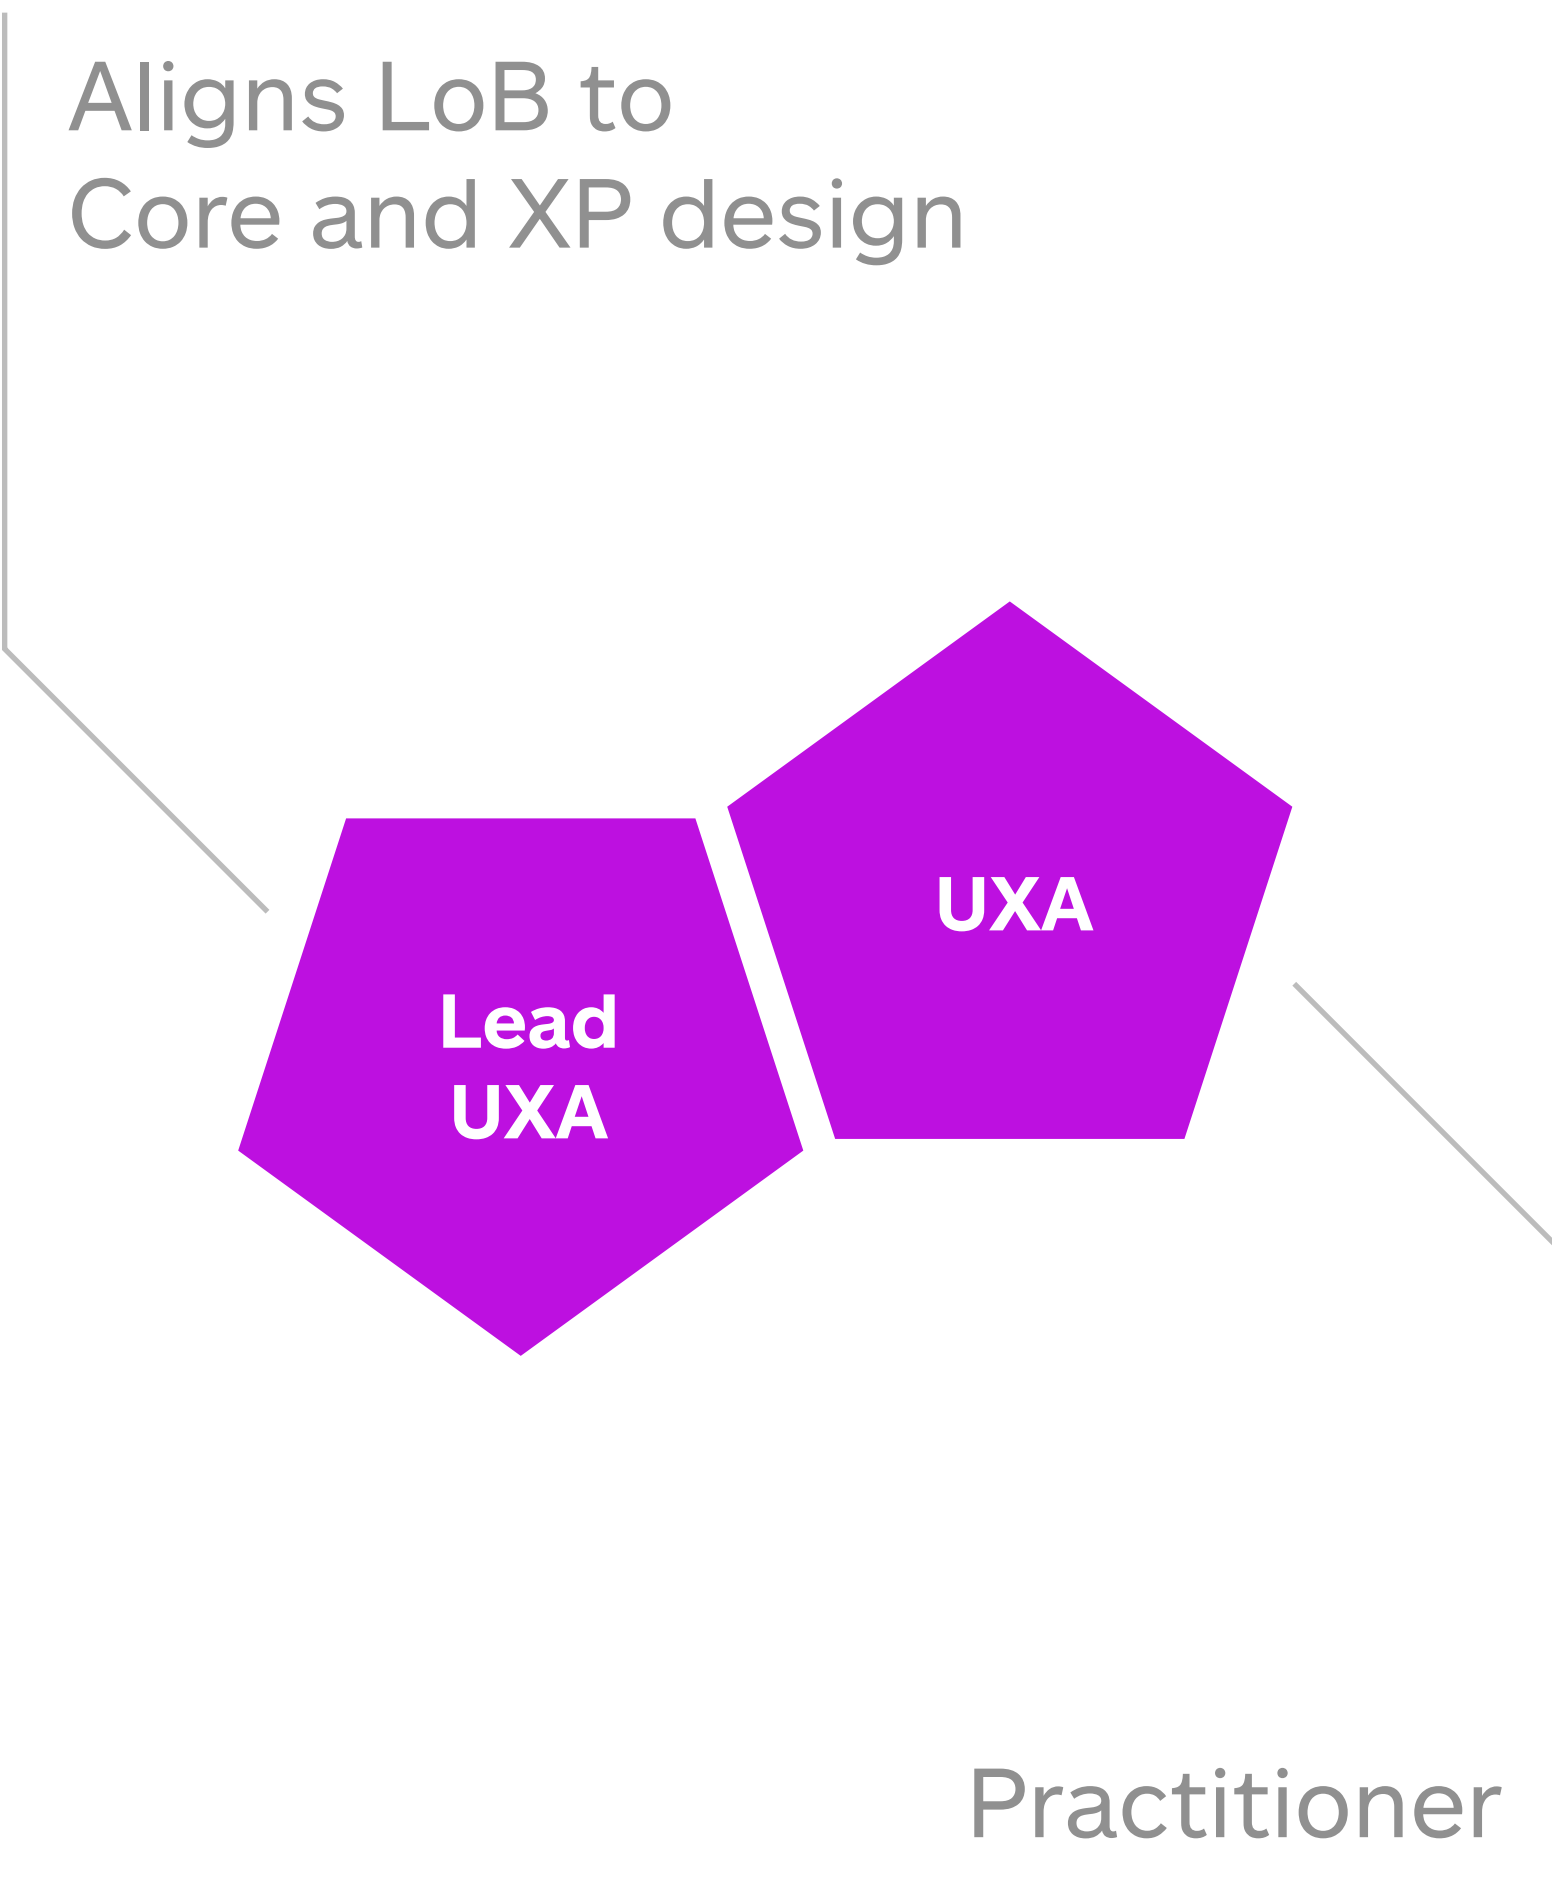 Aligns LoB to
Core and XP design
UXA
Lead
UXA
Practitioner